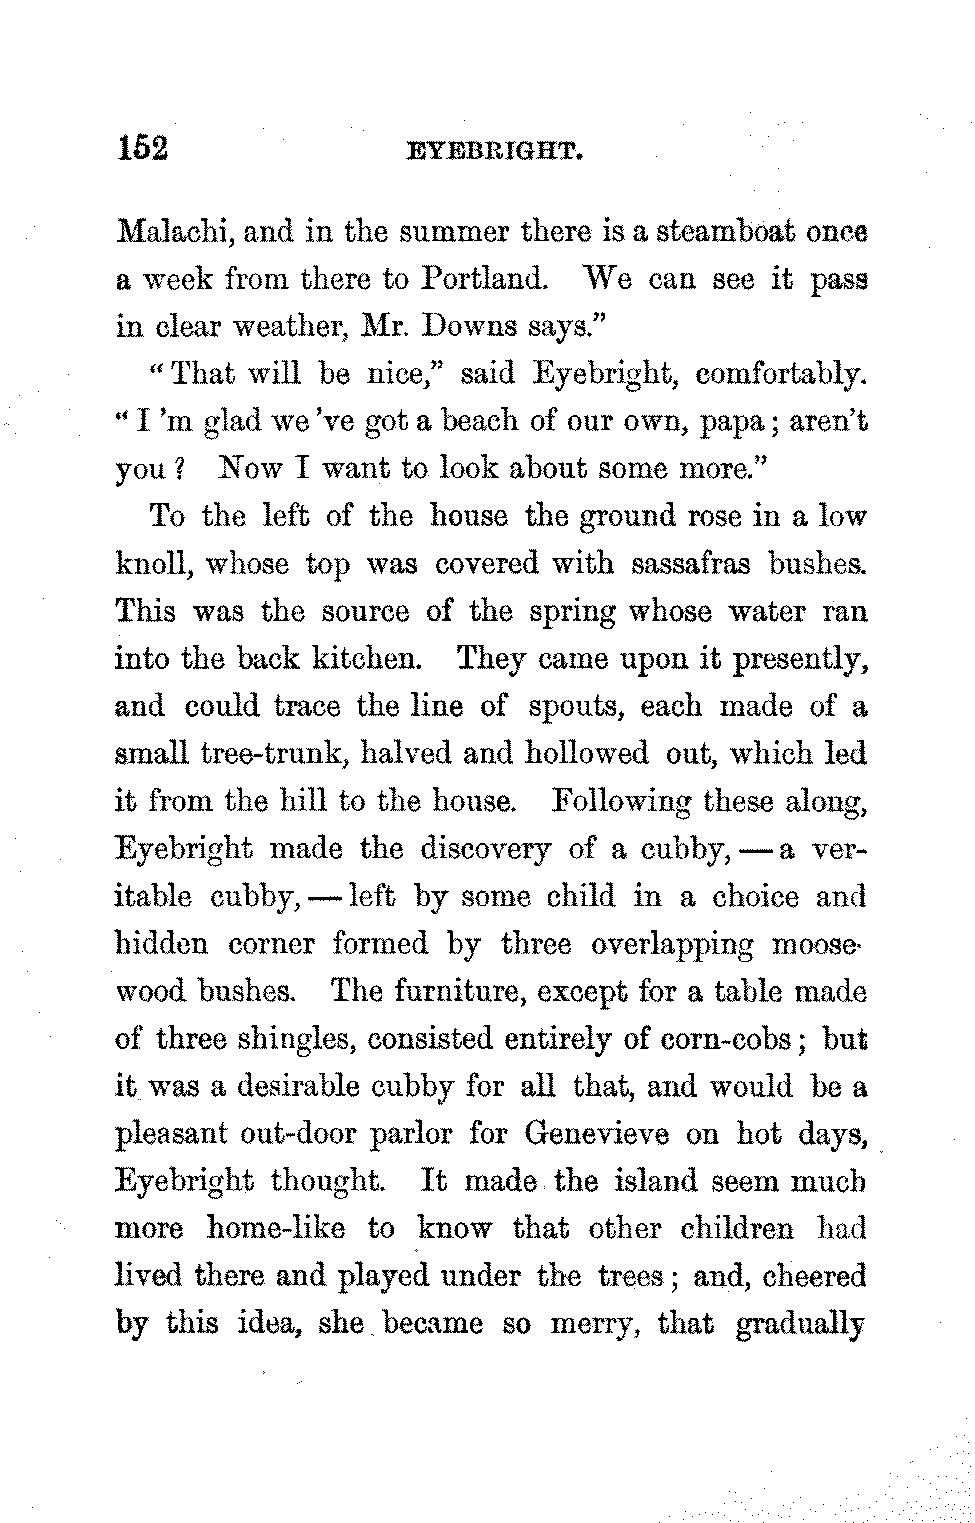 152 EYEBRIGHT.
Malachi, and in the summer there is a steamboat once
a week from there to Portland. We can see it pass
in clear weather, Mr. Downs says.”
“That will be nice,” said Eyebright, comfortably.
“I ’m glad we ’ve got a beach of our own, papa; aren’t
you? Now I want to look about some more.”
To the left of the house the ground rose in a low
knoll, whose top was covered with sassafras bushes.
This was the source of the spring whose water ran
into the back kitchen. They came upon it presently,
and could trace the line of spouts, each made of a
small tree-trunk, halved and hollowed out, which led
it from the hill to the house. Following these along,
Eyebright made the discovery of a cubby, — a ver-
itable cubby, — left by some child in a choice and
hidden corner formed by three overlapping moose-
wood bushes. The furniture, except for a table made
of three shingles, consisted entirely of corn-cobs; but
it was a desirable cubby for all that, and would be a
pleasant out-door parlor for Genevieve on hot days,
Eyebright thought. It made the island seem much
more home-like to know that other children had
lived there and played under the trees; and, cheered
by this idea, she became so merry, that gradually